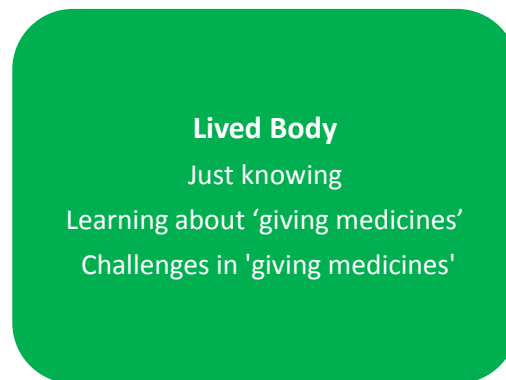 Lived Body
Just knowing
Learning about ‘giving medicines’
Challenges in 'giving medicines'